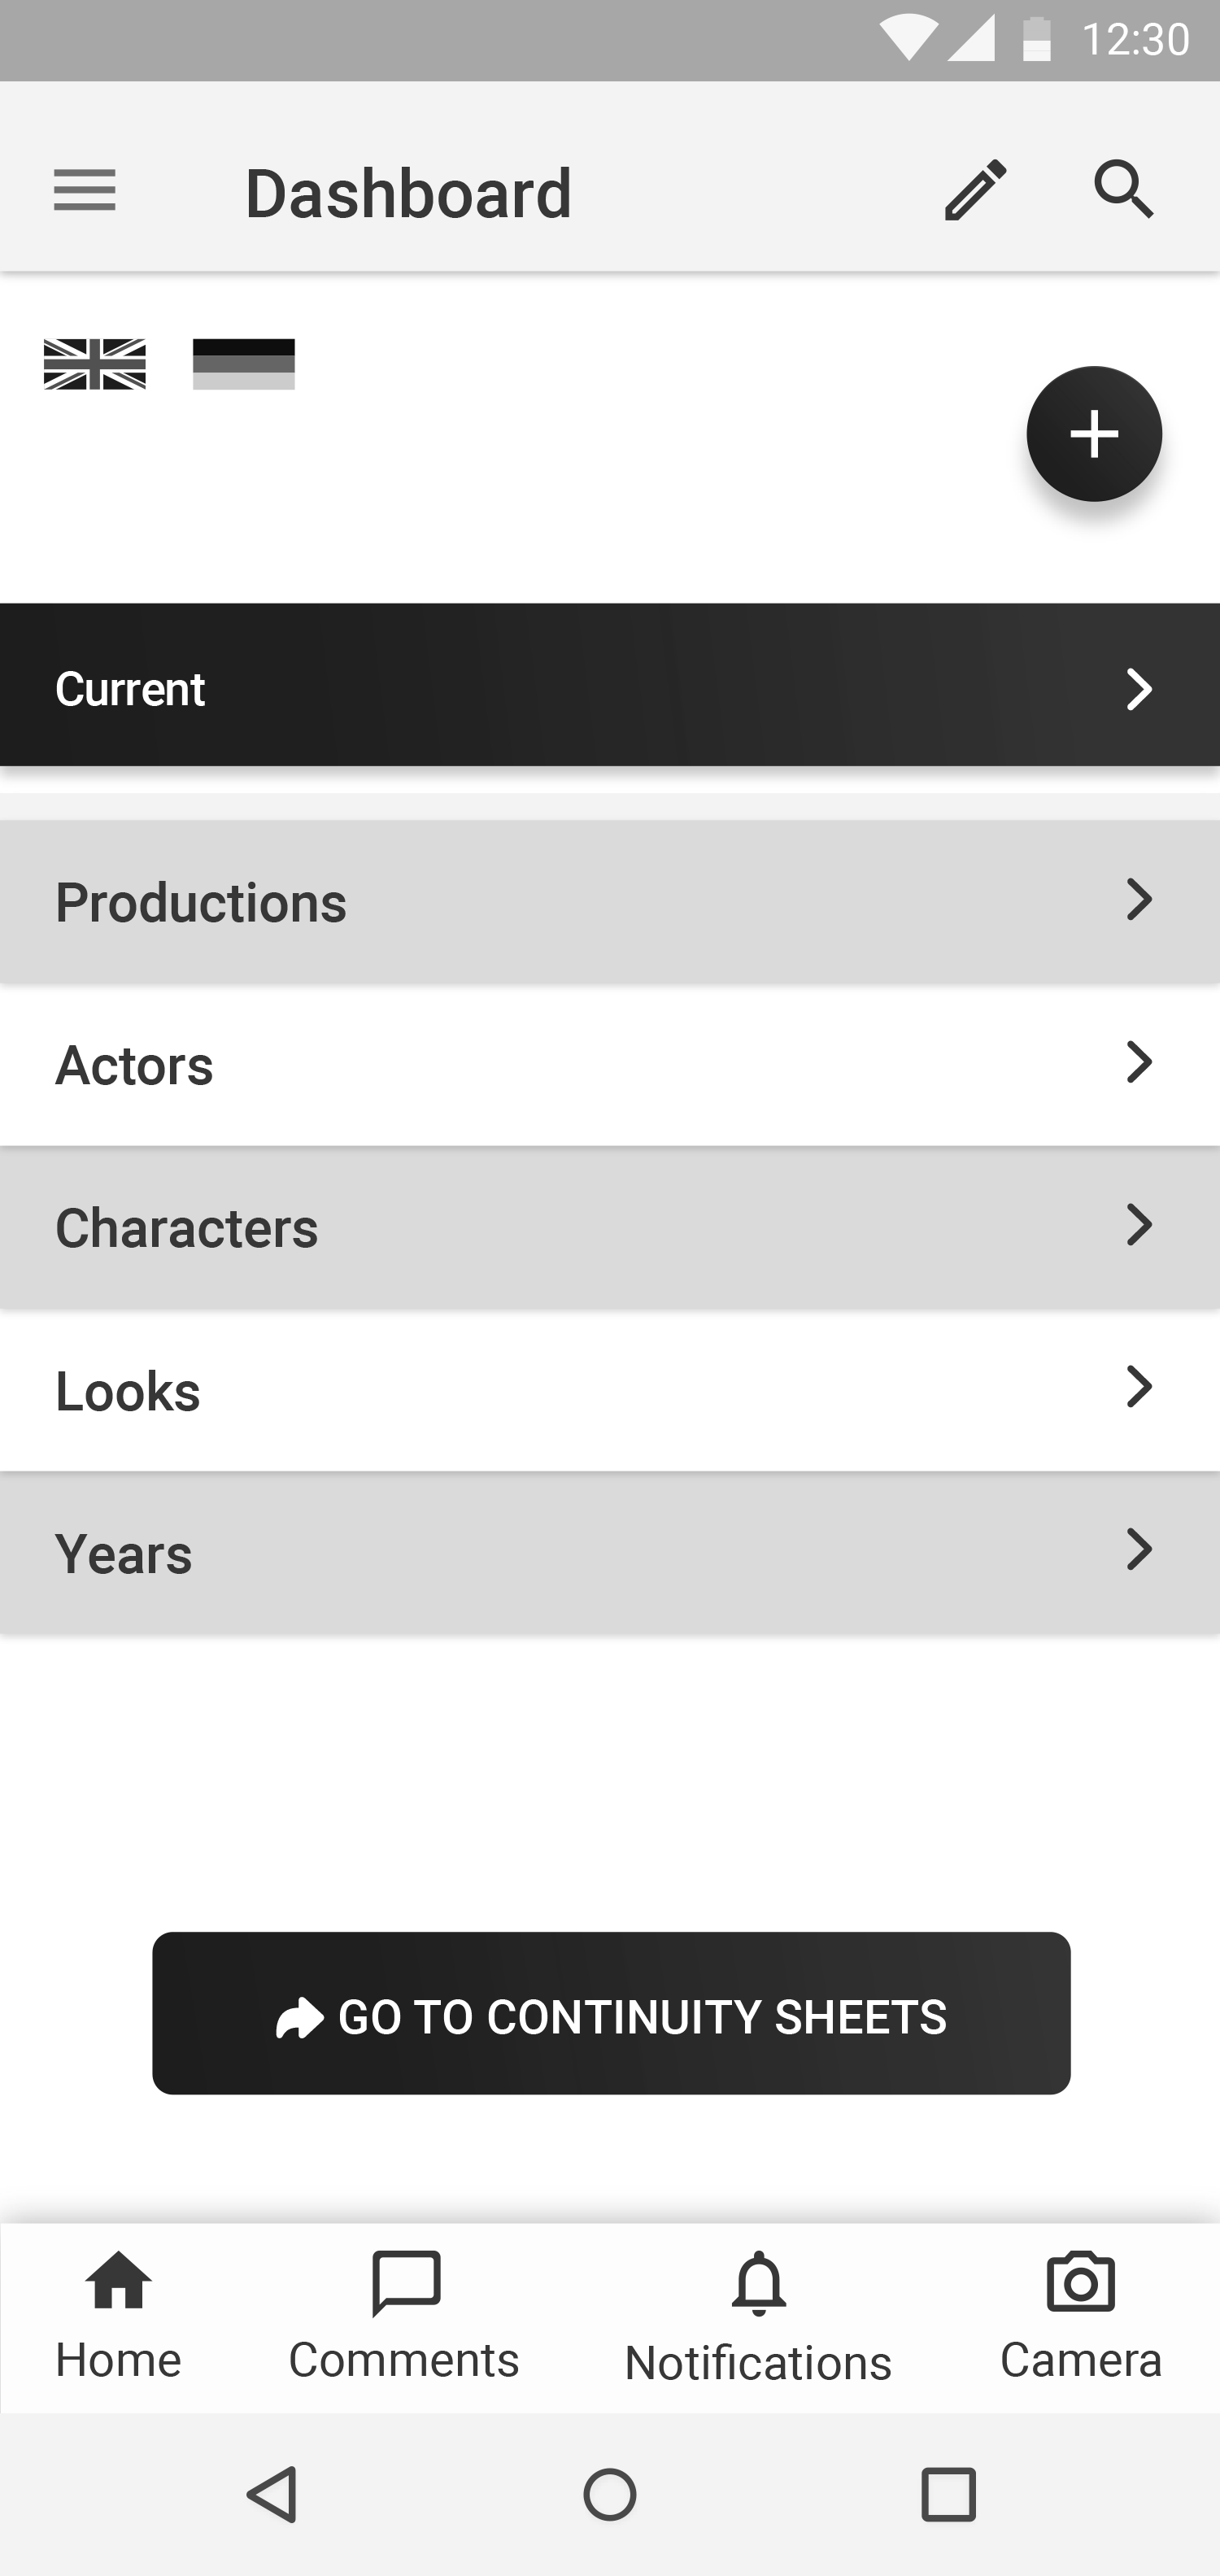 12:30
Dashboard
Current
Productions
Actors
Characters
Looks
Years
GO TO CONTINUITY SHEETS
Home
Comments
Notifications
Camera